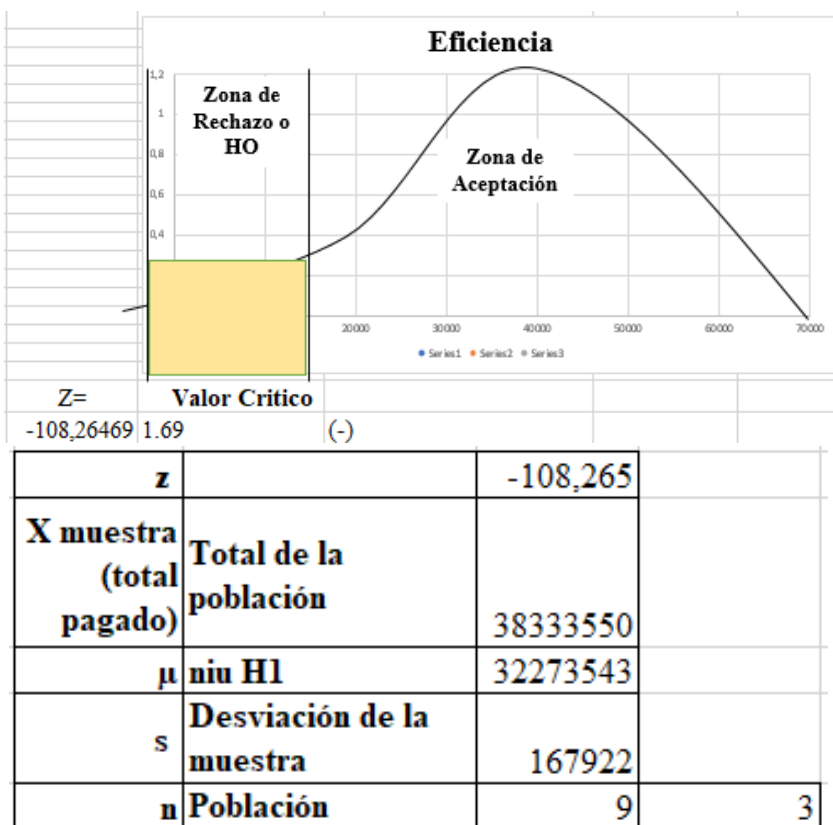 Eficiencia
1,2
1
0,8
0,6
0,4
Zona de
Rechazo o
HO
Zona de
Aceptación
20000 30000 40000 50000 60000 70000
Series1 Series2 Series3
Z= Valor Critico
-108,26469 1.69 (-)
z -108,265
X muestra
(total
pagado)
Total de la
población
38333550
μ niu H1 32273543
s Desviación de la
muestra
167922
n Población 9 3